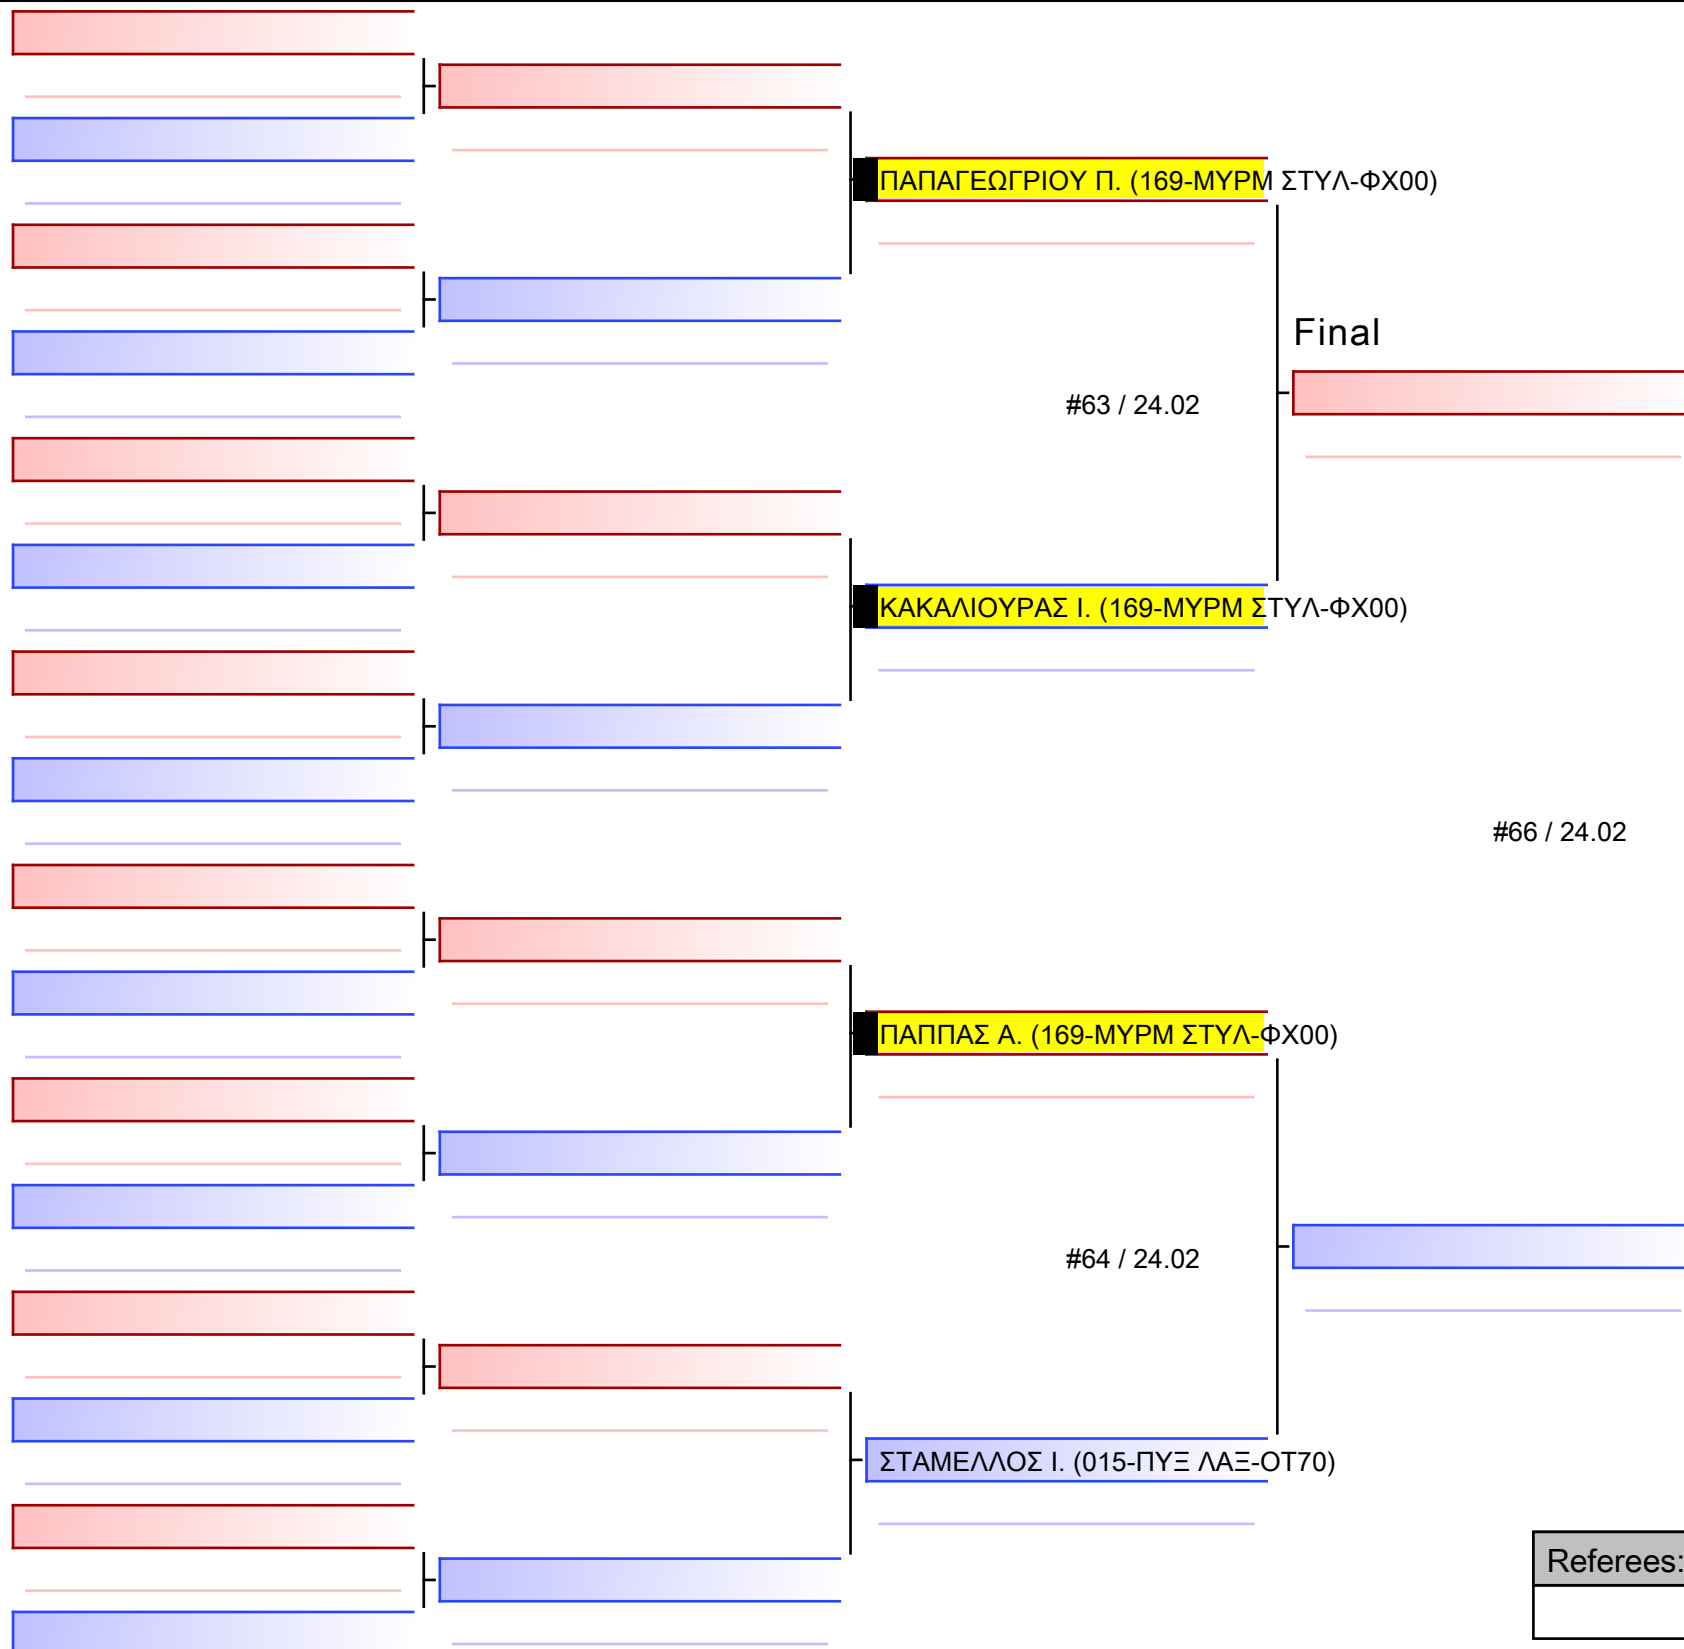 ΠΑΠΑΓΕΩΓΡΙΟΥ Π. (169-ΜΥΡΜ ΣΤΥΛ-ΦΧ00)
Final
#63 / 24.02
ΚΑΚΑΛΙΟΥΡΑΣ Ι. (169-ΜΥΡΜ ΣΤΥΛ-ΦΧ00)
#66 / 24.02
ΠΑΠΠΑΣ Α. (169-ΜΥΡΜ ΣΤΥΛ-ΦΧ00)
#64 / 24.02
ΣΤΑΜΕΛΛΟΣ Ι. (015-ΠΥΞ ΛΑΞ-ΟΤ70)
Referees: